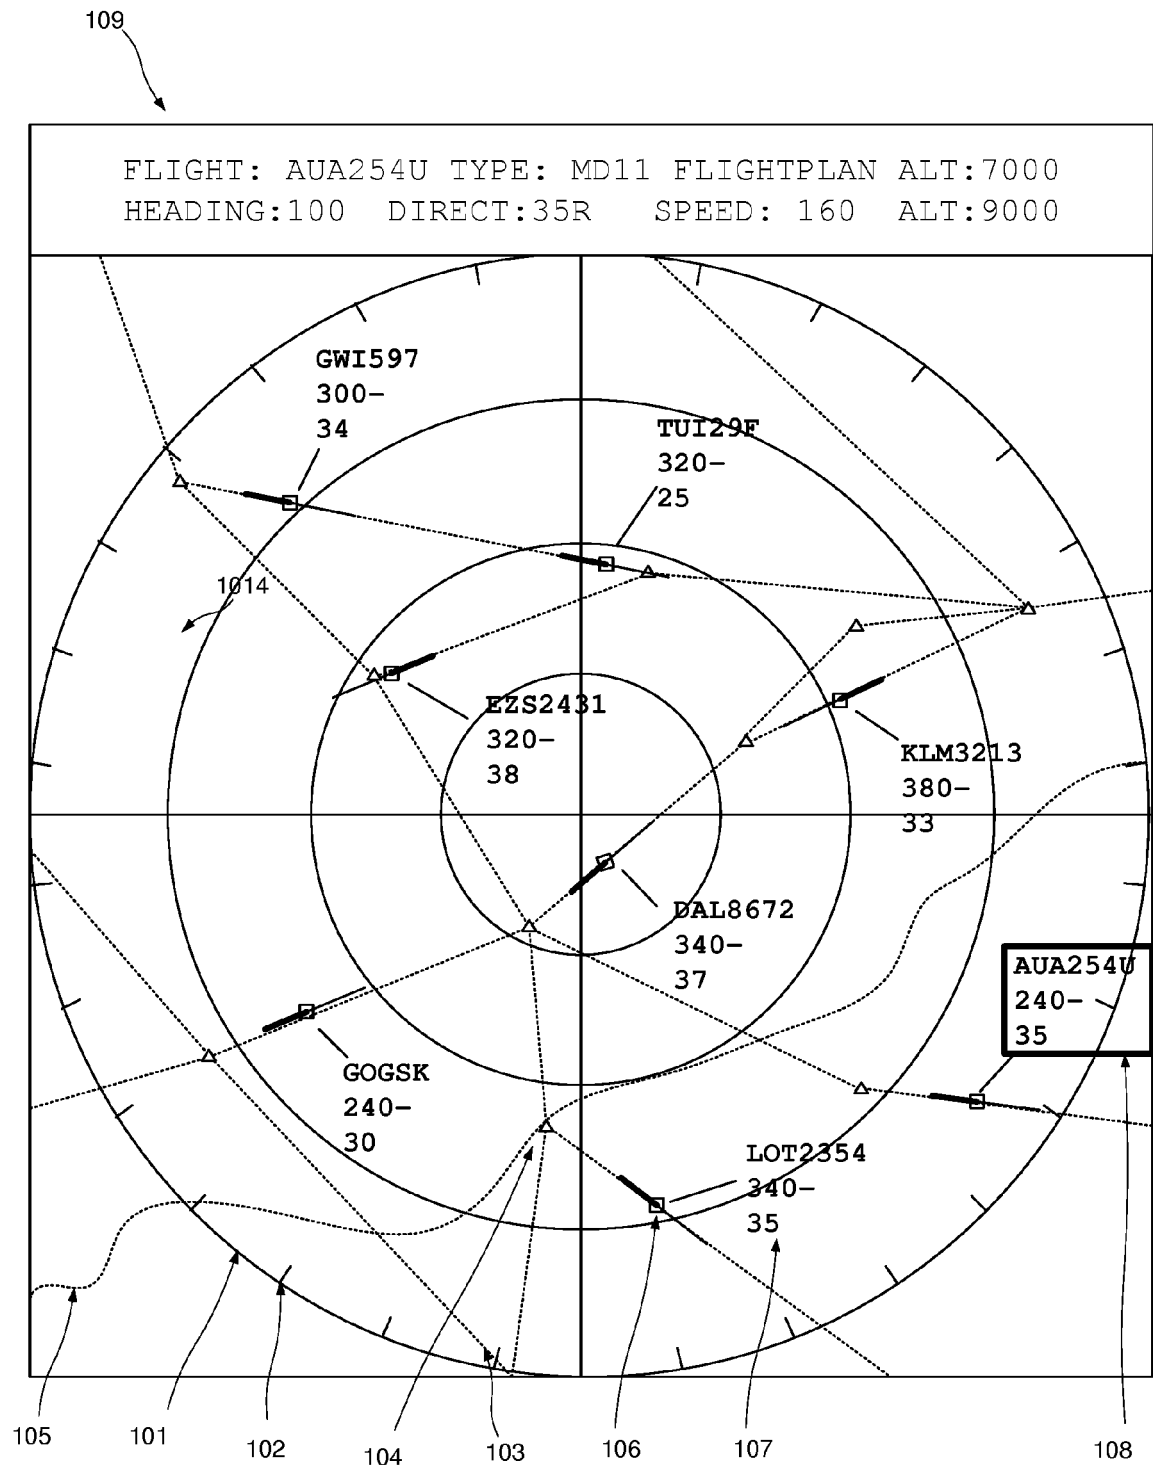 109
FLIGHT: AUA254U TYPE: MD11 FLIGHTPLAN ALT:7000
HEADING:100 DIRECT:35R SPEED: 160 ALT:9000
GWI597
300-
34
TUI29F
320-
25
1014
EZS2431
320-
38
KLM3213
380-
33
DAL8672
340-
37
AUA254U
240-
35
GOGSK
240-
30
LOT2354
340-
35
105
101
102
104
103
106
107
108